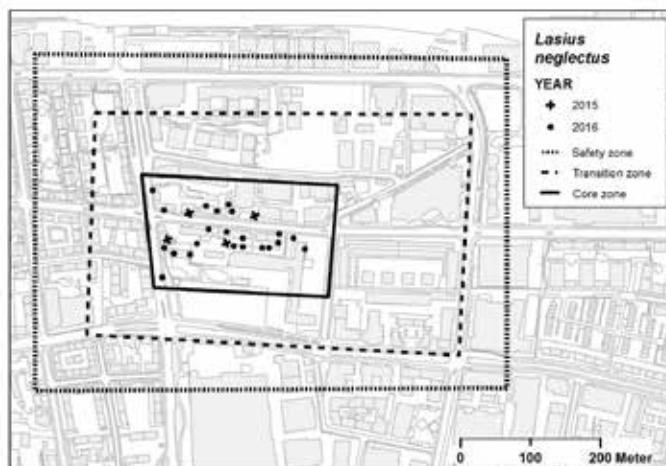 Lasius
neglectus
YEAR
2015
2016
Safety zone
Transition zone
Core zone
0 100 200 Meter